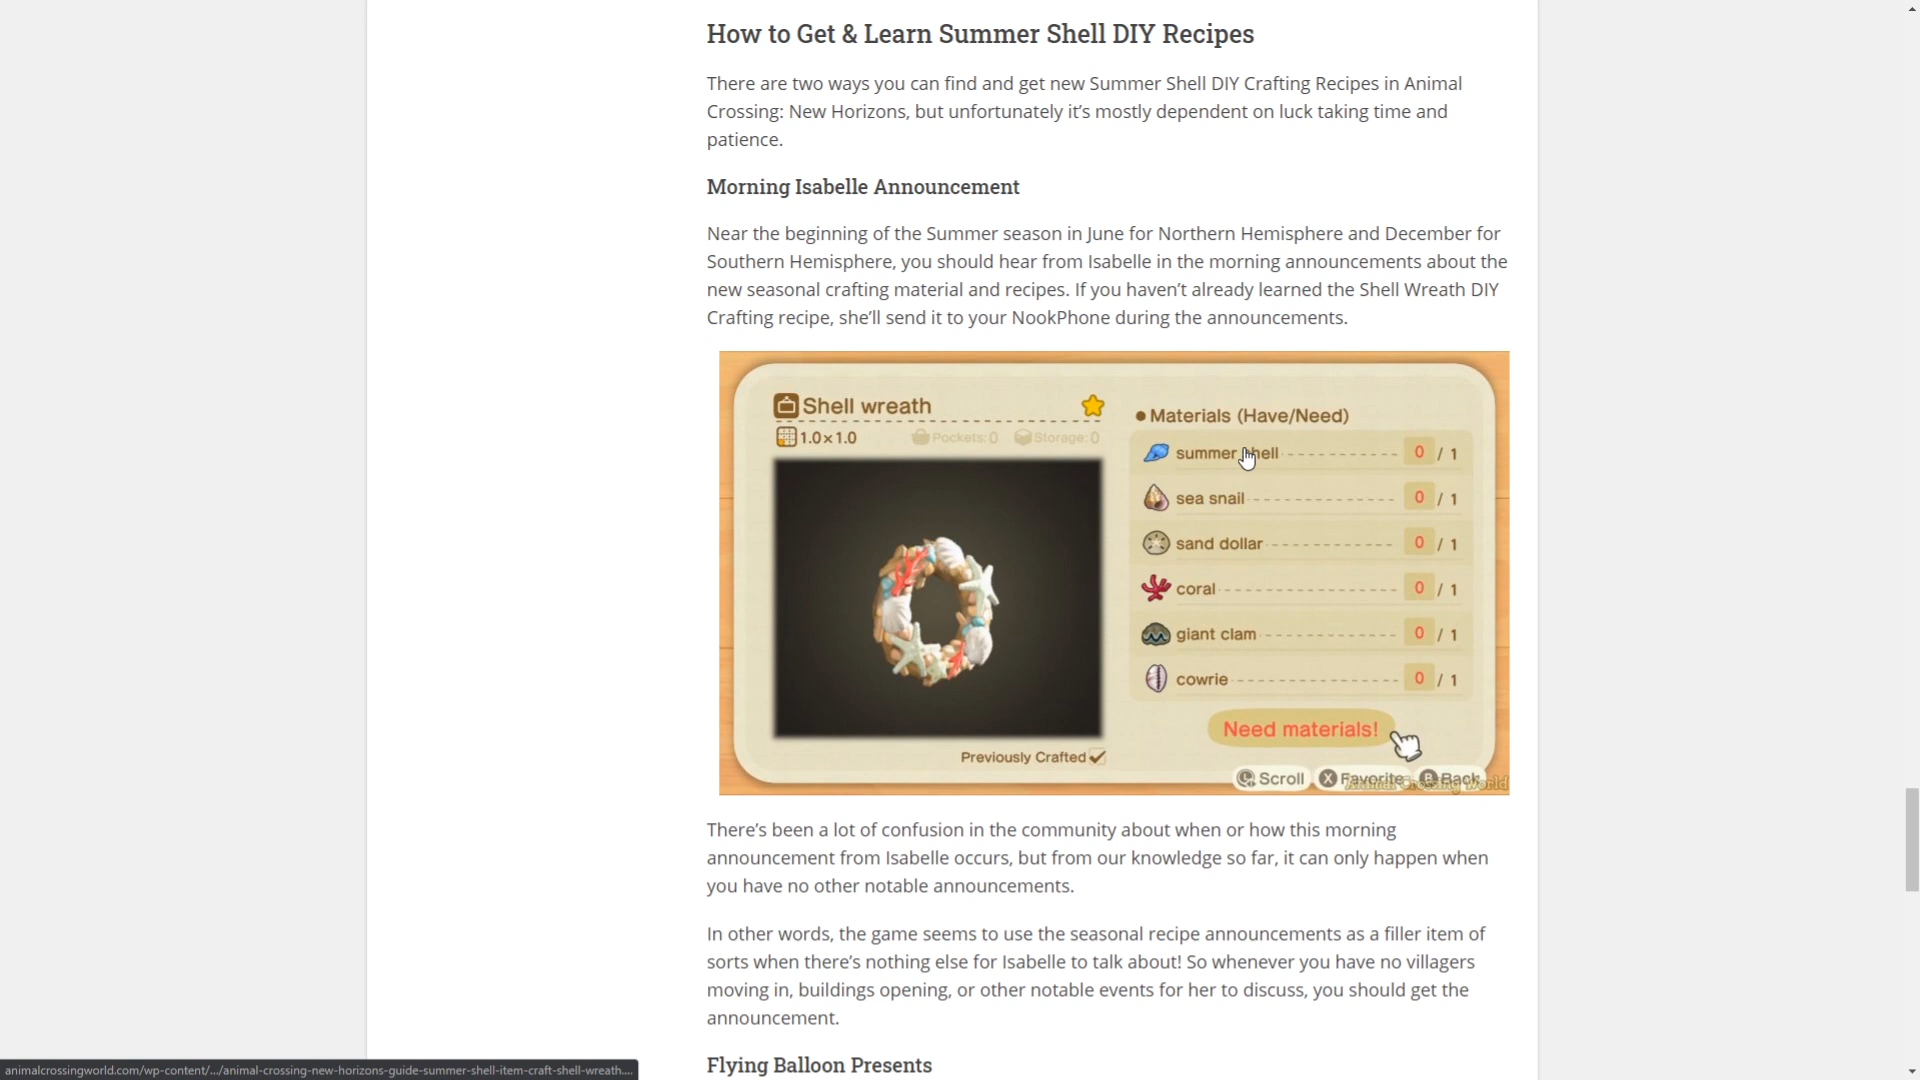 How to Get & Learn Summer Shell DIY Recipes
There are two ways you can find and get new Summer Shell DIY Crafting Recipes in Animal
Crossing: New Horizons, but unfortunately it’s mostly dependent on luck taking time and
patience.
Morning Isabelle Announcement
Near the beginning of the Summer season in June for Northern Hemisphere and December for
Southern Hemisphere, you should hear from Isabelle in the morning announcements about the
new seasonal crafting material and recipes. If you haven’t already learned the Shell Wreath DIY
Crafting recipe, she’ll send it to your NookPhone during the announcements.
Shell wreath
1.0×1.0 Pockets: 0 Storage: 0
Previously Crafted
Materials (Have/Need)
summer shell 0 / 1
sea snail 0 / 1
sand dollar 0 / 1
coral 0 / 1
giant clam 0 / 1
cowrie 0 / 1
Need materials!
Scroll X Favorite B Back
Animal Crossing World
There’s been a lot of confusion in the community about when or how this morning
announcement from Isabelle occurs, but from our knowledge so far, it can only happen when
you have no other notable announcements.
In other words, the game seems to use the seasonal recipe announcements as a filler item of
sorts when there’s nothing else for Isabelle to talk about! So whenever you have no villagers
moving in, buildings opening, or other notable events for her to discuss, you should get the
announcement.
Flying Balloon Presents
animalcrossingworld.com/wp-content/.../animal-crossing-new-horizons-guide-summer-shell-item-craft-shell-wreath....